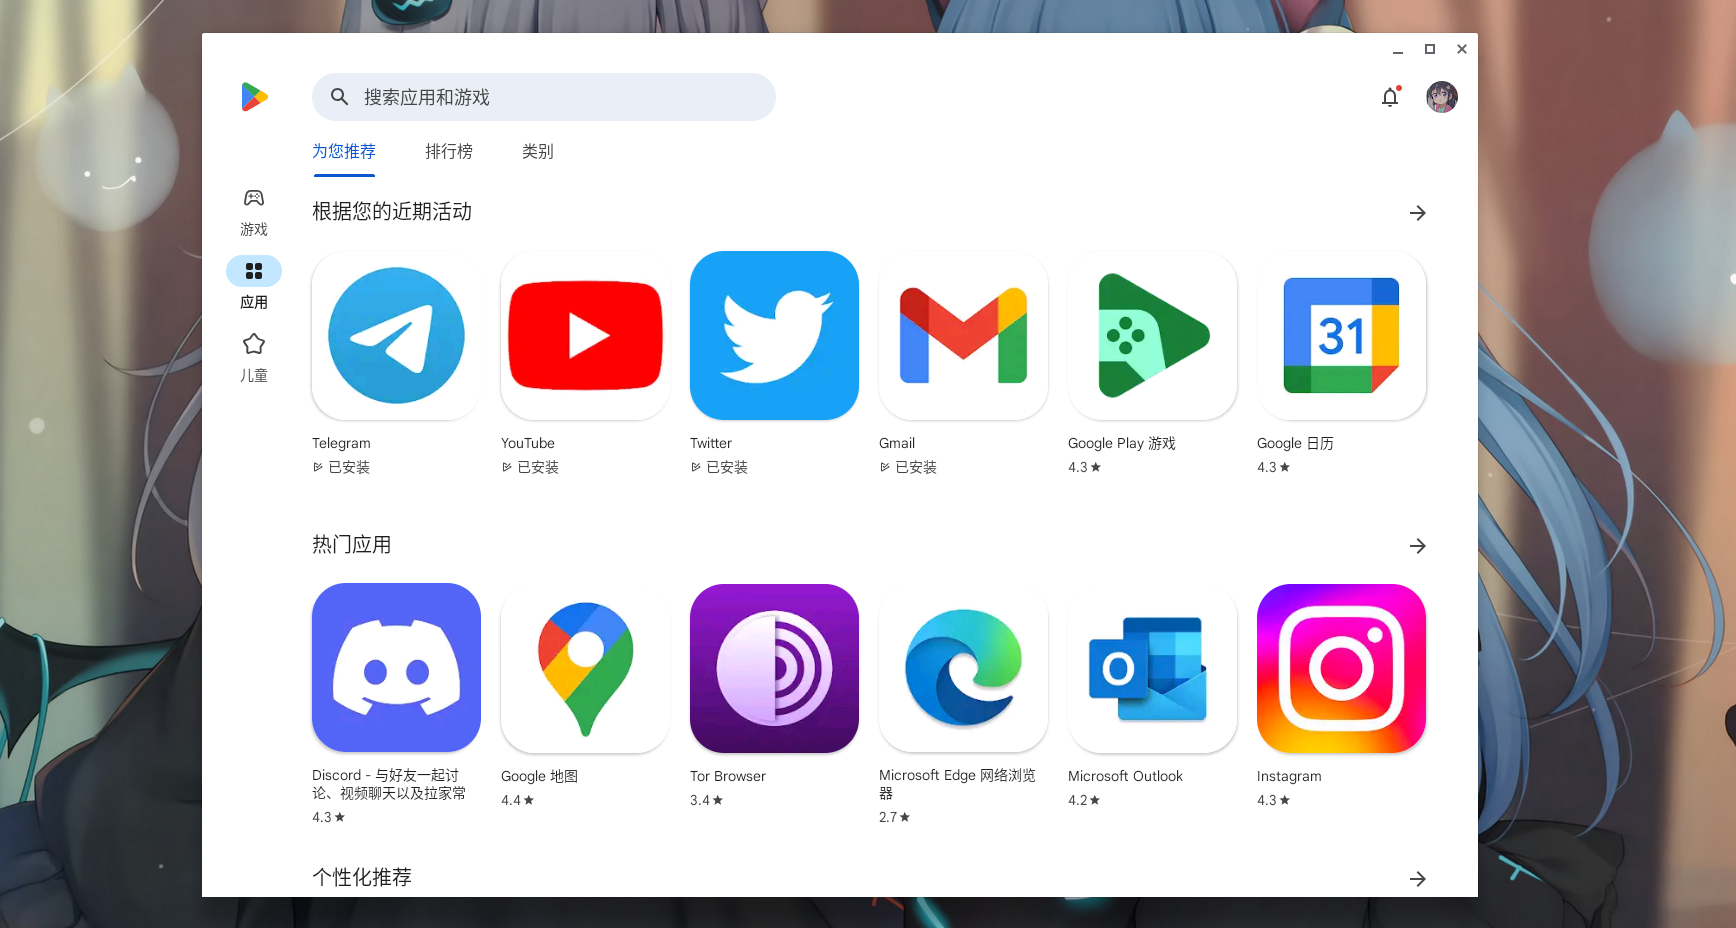 搜索应用和游戏
为您推荐 排行榜 类别
游戏
应用
儿童
根据您的近期活动
Telegram
已安装
YouTube
已安装
Twitter
已安装
Gmail
已安装
Google Play 游戏
4.3★
31
Google 日历
4.3★
热门应用
Discord - 与好友一起讨
论、视频聊天以及拉家常
4.3★
Google 地图
4.4★
Tor Browser
3.4★
Microsoft Edge 网络浏览
器
2.7★
O
Microsoft Outlook
4.2★
Instagram
4.3★
个性化推荐